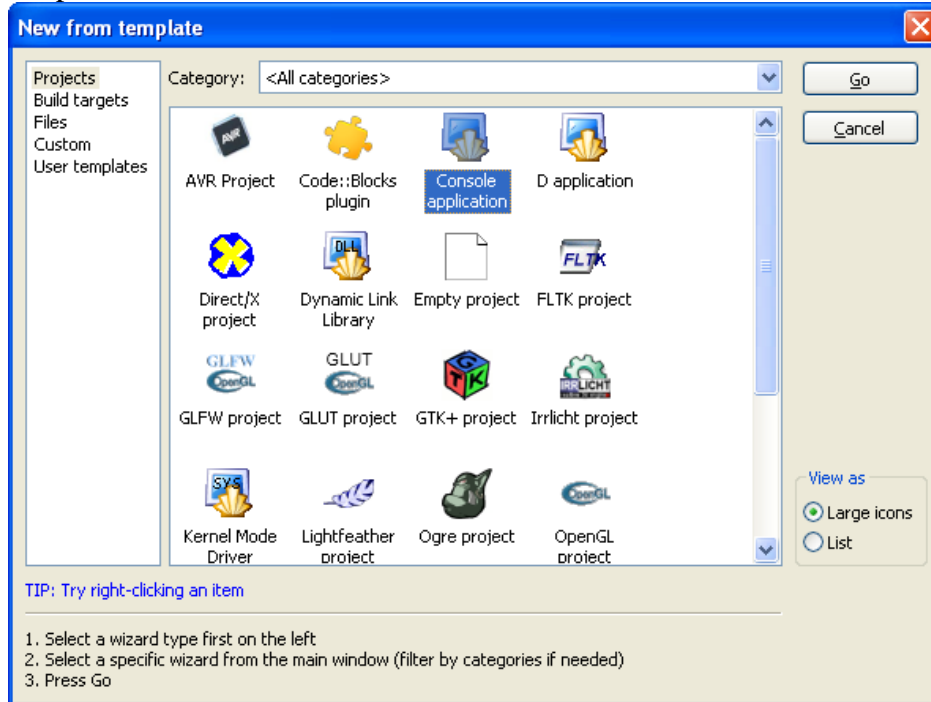 New from template
Projects
Build targets
Files
Custom
User templates
Category: <All categories>
Go
Cancel
AVR
AVR Project
Code::Blocks
plugin
Console
application
D application
DLL
FLTK
Direct/X
project
Dynamic Link
Library
Empty project
FLTK project
GLFW
OpenGL
GLUT
OpenGL
GTK
IRRLICHT
GLFW project
GLUT project
GTK+ project
Irrlicht project
SYS
OpenGL
Kernel Mode
Driver
Lightfeather
project
Ogre project
OpenGL
project
View as
Large icons
List
TIP: Try right-clicking an item
1. Select a wizard type first on the left
2. Select a specific wizard from the main window (filter by categories if needed)
3. Press Go